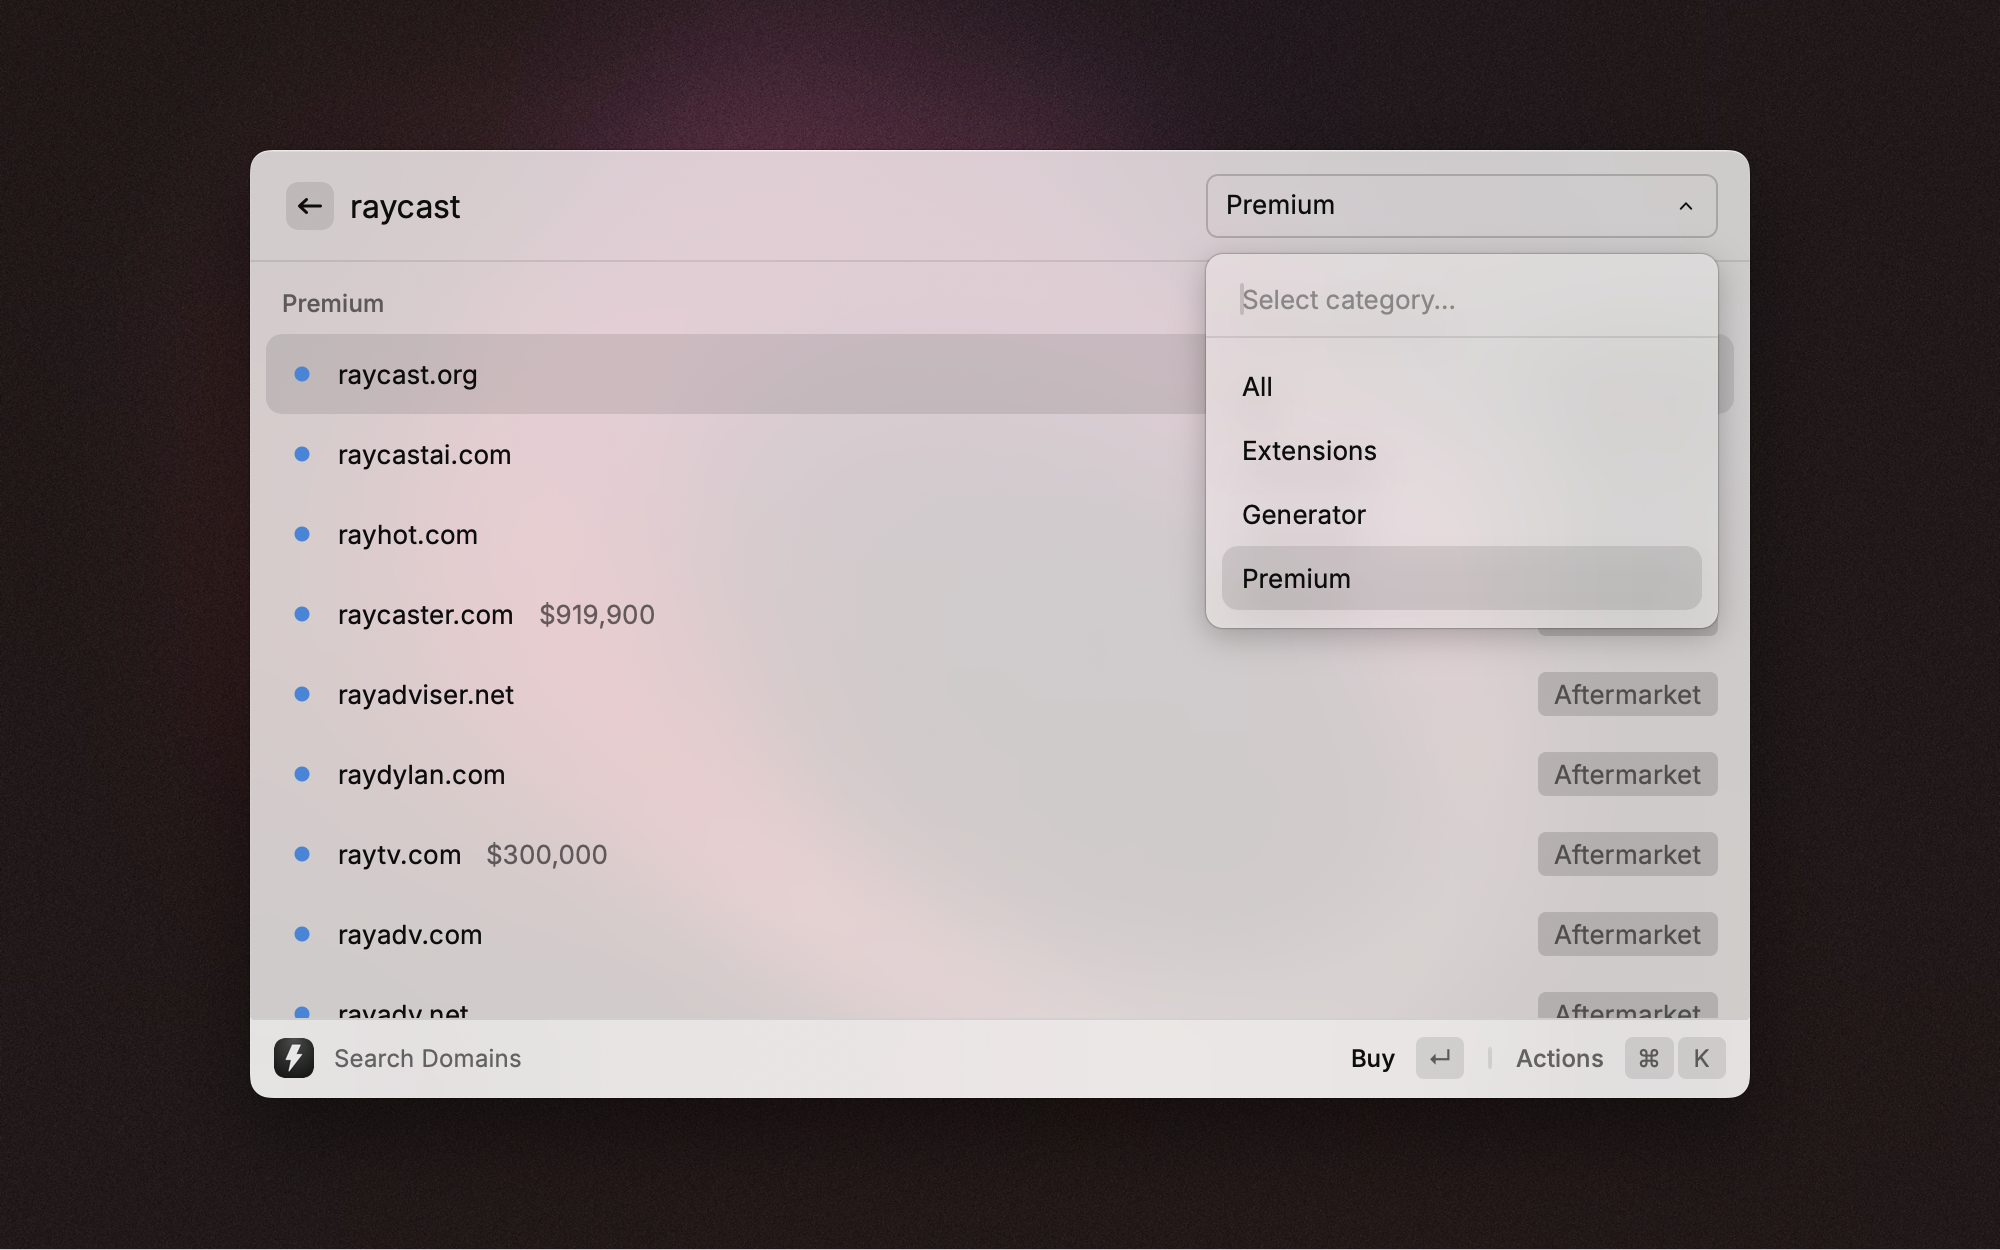 raycast
Premium
Select category...
All
Extensions
Generator
Premium
Premium
raycast.org
raycastai.com
rayhot.com
raycaster.com $919,900
rayadviser.net Aftermarket
raydylan.com Aftermarket
raytv.com $300,000 Aftermarket
rayadv.com Aftermarket
rayadv.net Aftermarket
Search Domains
Buy ↵ Actions ⌘ K